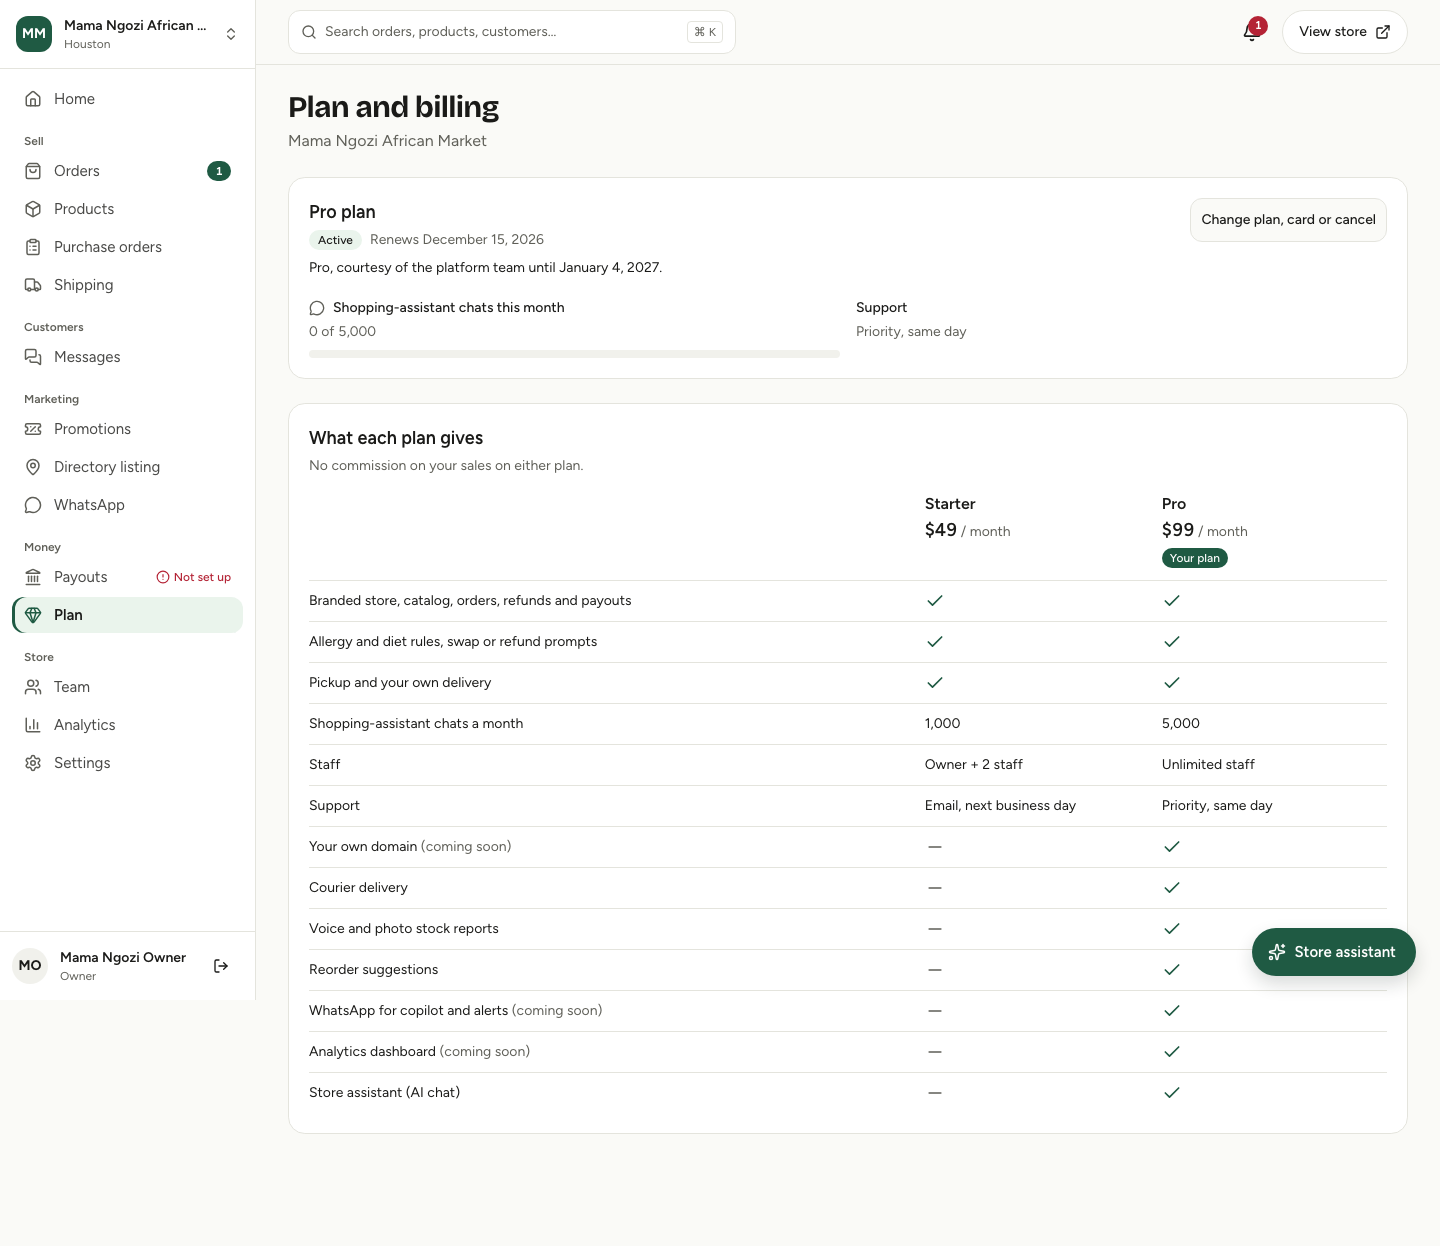 MM
Mama Ngozi African ...
Houston
Search orders, products, customers...
⌘ K
1
View store
Home
Sell
Orders
1
Products
Purchase orders
Shipping
Customers
Messages
Marketing
Promotions
Directory listing
WhatsApp
Money
Payouts
Not set up
Plan
Store
Team
Analytics
Settings
MO
Mama Ngozi Owner
Owner
Plan and billing
Mama Ngozi African Market
Pro plan
Change plan, card or cancel
Active Renews December 15, 2026
Pro, courtesy of the platform team until January 4, 2027.
Shopping-assistant chats this month
0 of 5,000
Support
Priority, same day
What each plan gives
No commission on your sales on either plan.
Starter
$49 / month
Pro
$99 / month
Your plan
Branded store, catalog, orders, refunds and payouts
Allergy and diet rules, swap or refund prompts
Pickup and your own delivery
Shopping-assistant chats a month 1,000 5,000
Staff Owner + 2 staff Unlimited staff
Support Email, next business day Priority, same day
Your own domain (coming soon) —
Courier delivery —
Voice and photo stock reports —
Reorder suggestions —
WhatsApp for copilot and alerts (coming soon) —
Analytics dashboard (coming soon) —
Store assistant (AI chat) —
Store assistant